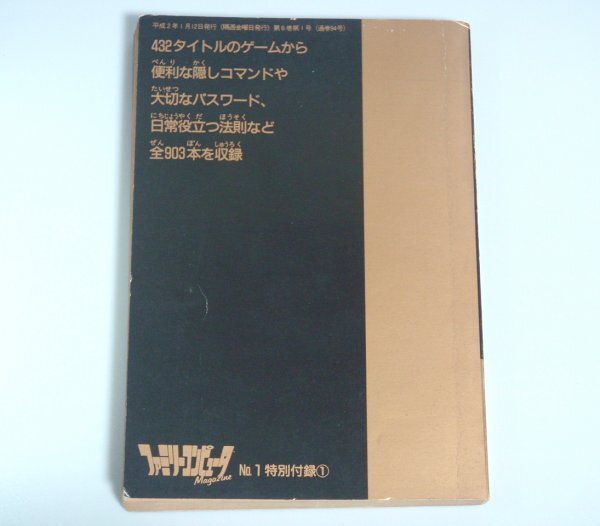 平成2年1月12日発行(隔週金曜日発行) 第6巻第1号 (通巻94号)
432タイトルのゲームから
べんり かく
便利な隠しコマンドや
たいせつ
大切なパスワード、
にちじょうやく だ ほうそく
日常役立つ法則など
ぜん ぽん しゅうろく
全903本を収録
ファミリーコンピュータ
Magazine
No.1 特別付録①